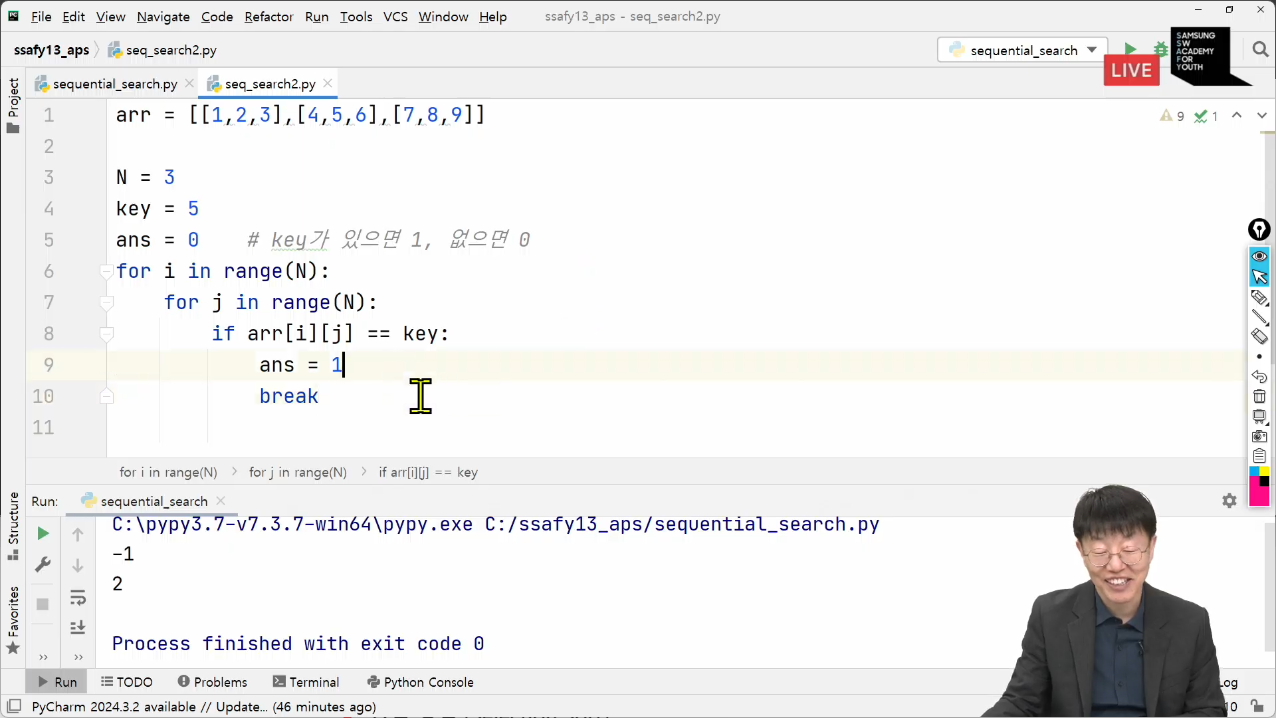 File Edit View Navigate Code Refactor Run Tools VCS Window Help ssafy13_aps - seq_search2.py
ssafy13_aps seq_search2.py sequential_search
LIVE
SAMSUNG
SW
ACADEMY
FOR
YOUTH
sequential_search.py seq_search2.py
Project
1 arr = [[1,2,3],[4,5,6],[7,8,9]]
9 1
2
3 N = 3
4 key = 5
5 ans = 0 # key가 있으면 1, 없으면 0
6 for i in range(N):
7 for j in range(N):
8 if arr[i][j] == key:
9 ans = 1
10 break
11
for i in range(N) for j in range(N) if arr[i][j] == key
Run: sequential_search
C:\pypy3.7-v7.3.7-win64\pypy.exe C:/ssafy13_aps/sequential_search.py
-1
2
Process finished with exit code 0
Structure
Favorites
Run TODO Problems Terminal Python Console
PyCharm 2024.3.2 available // Update... (46 minutes ago)